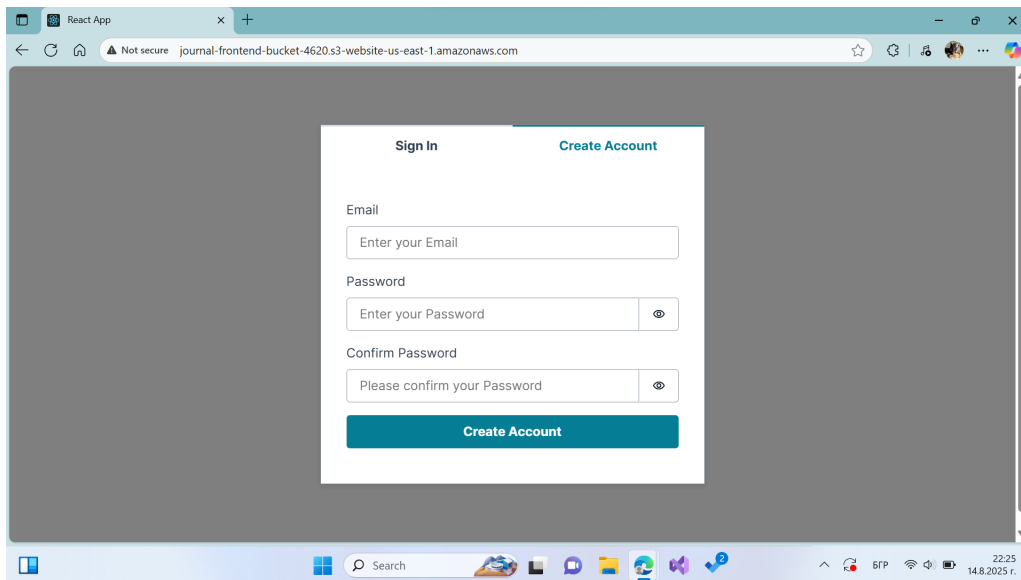 React App
Not secure journal-frontend-bucket-4620.s3-website-us-east-1.amazonaws.com
Sign In Create Account
Email
Enter your Email
Password
Enter your Password
Confirm Password
Please confirm your Password
Create Account
Search
2
БГР
22:25
14.8.2025 г.